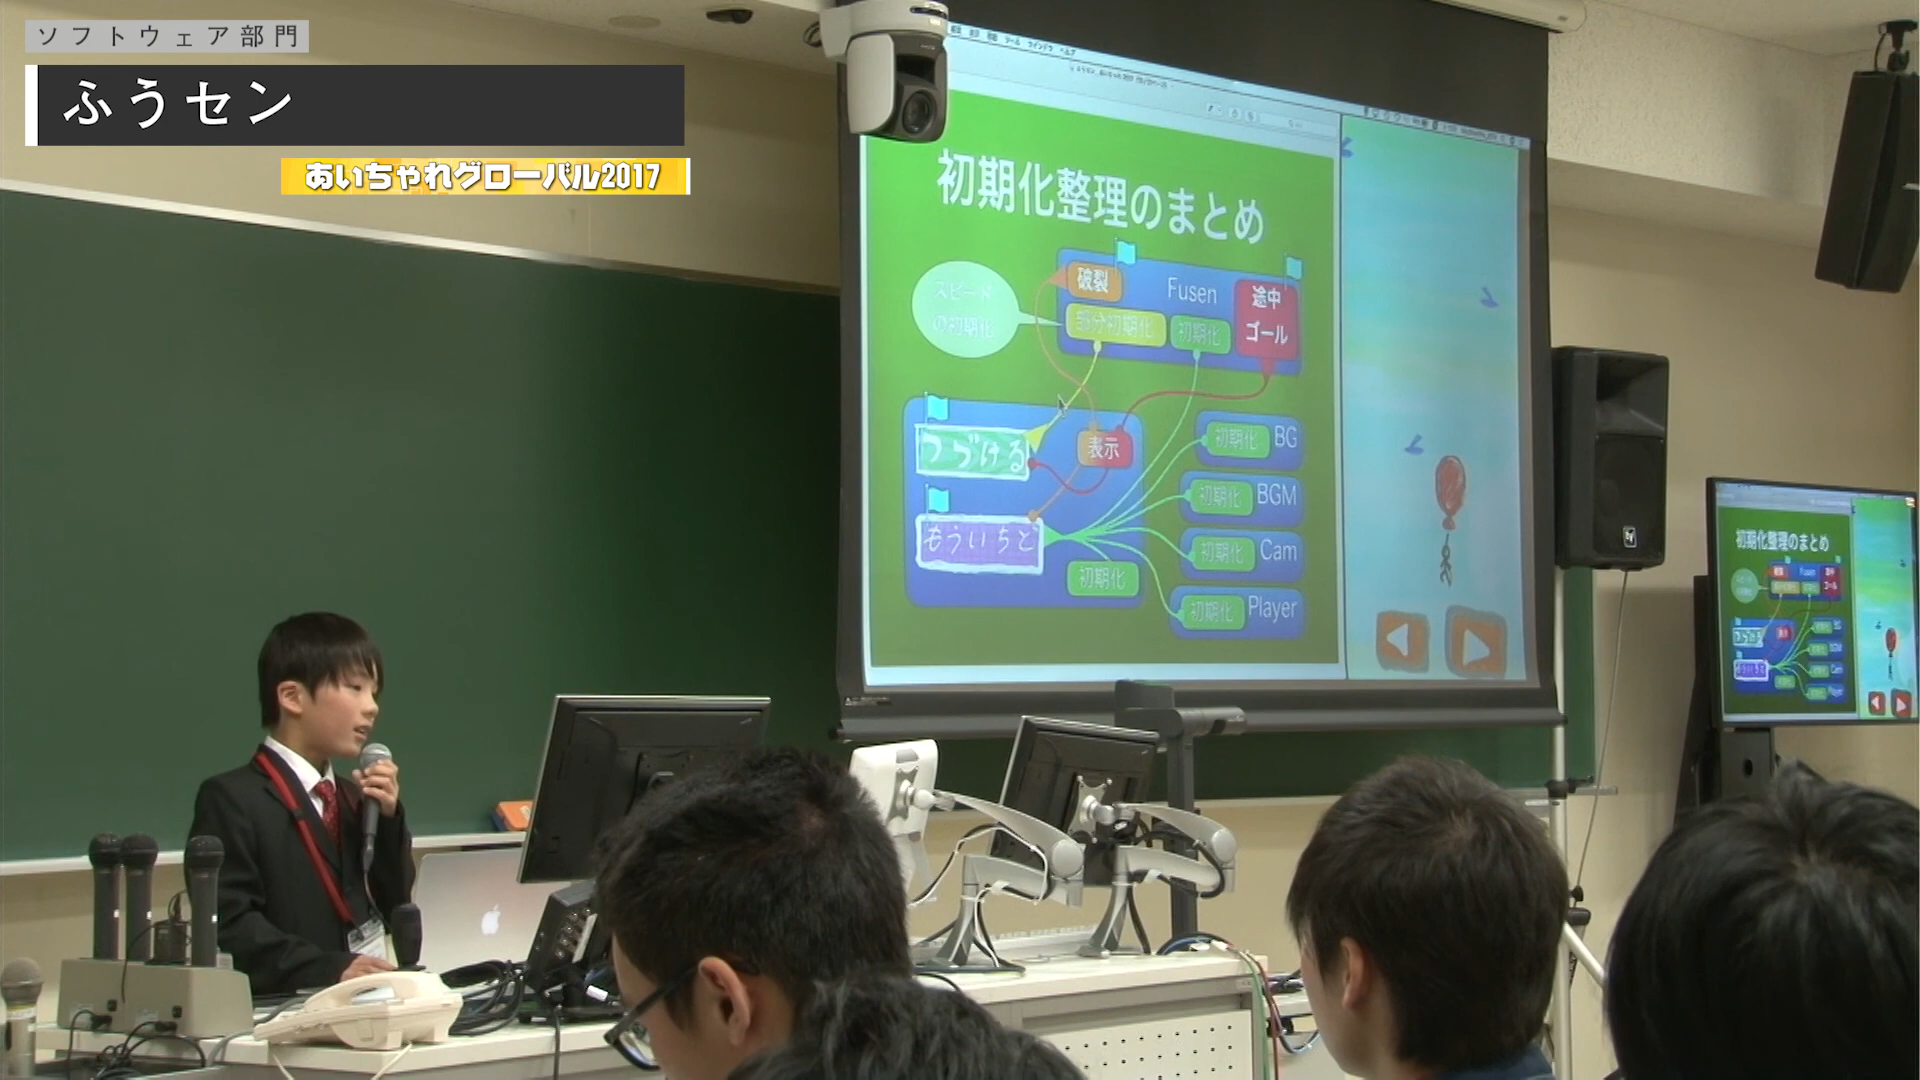 ソフトウェア部門
ふうセン
あいちゃれグローバル2017
初期化整理のまとめ
スピード
の初期化
破裂
Fusen
途中
ゴール
部分初期化
初期化
つづける
表示
初期化
BG
もういちど
初期化
BGM
初期化
Cam
初期化
初期化
Player
初期化整理のまとめ